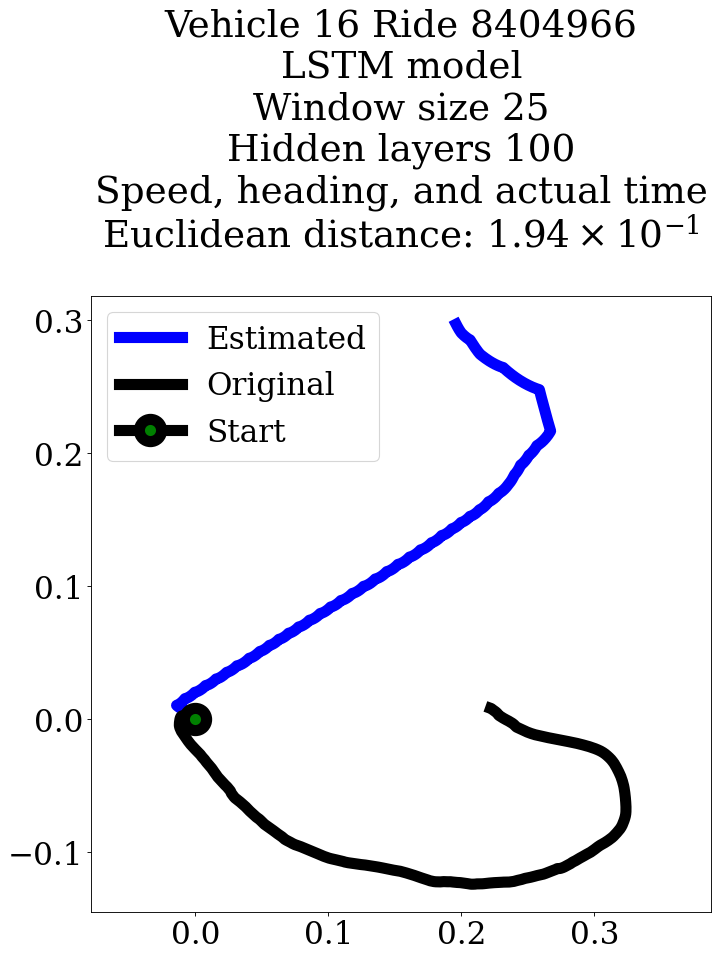 Vehicle 16 Ride 8404966
LSTM model
Window size 25
Hidden layers 100
Speed, heading, and actual time
Euclidean distance: 1.94 × 10⁻¹
Estimated
Original
Start
0.3
0.2
0.1
0.0
−0.1
0.0 0.1 0.2 0.3